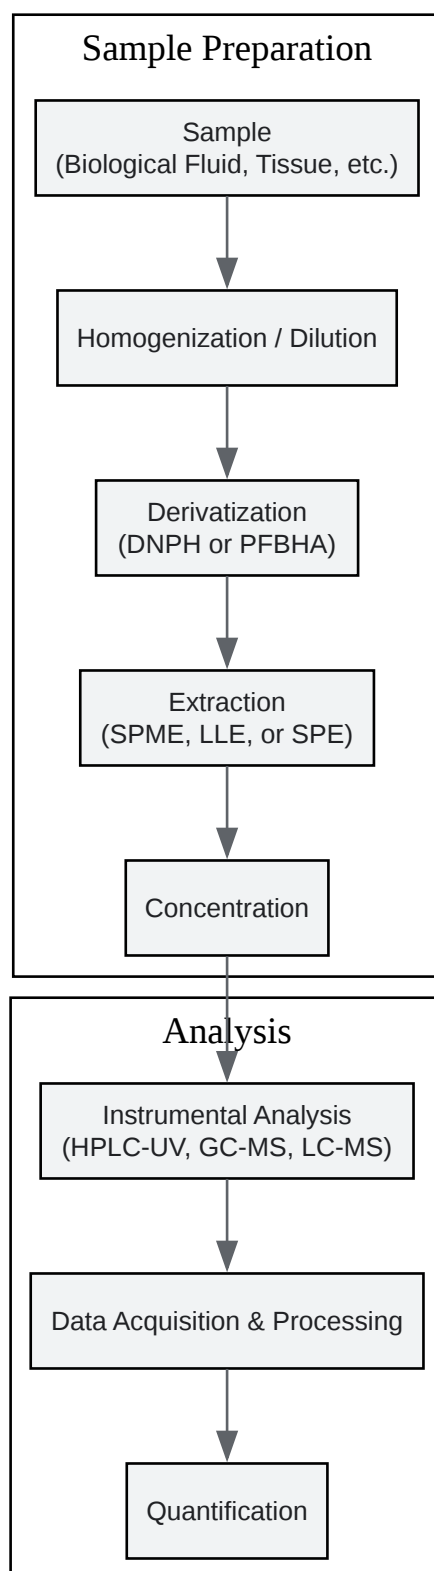 Sample Preparation
Sample
(Biological Fluid, Tissue, etc.)
Homogenization / Dilution
Derivatization
(DNPH or PFBHA)
Extraction
(SPME, LLE, or SPE)
Concentration
Analysis
Instrumental Analysis
(HPLC-UV, GC-MS, LC-MS)
Data Acquisition & Processing
Quantification